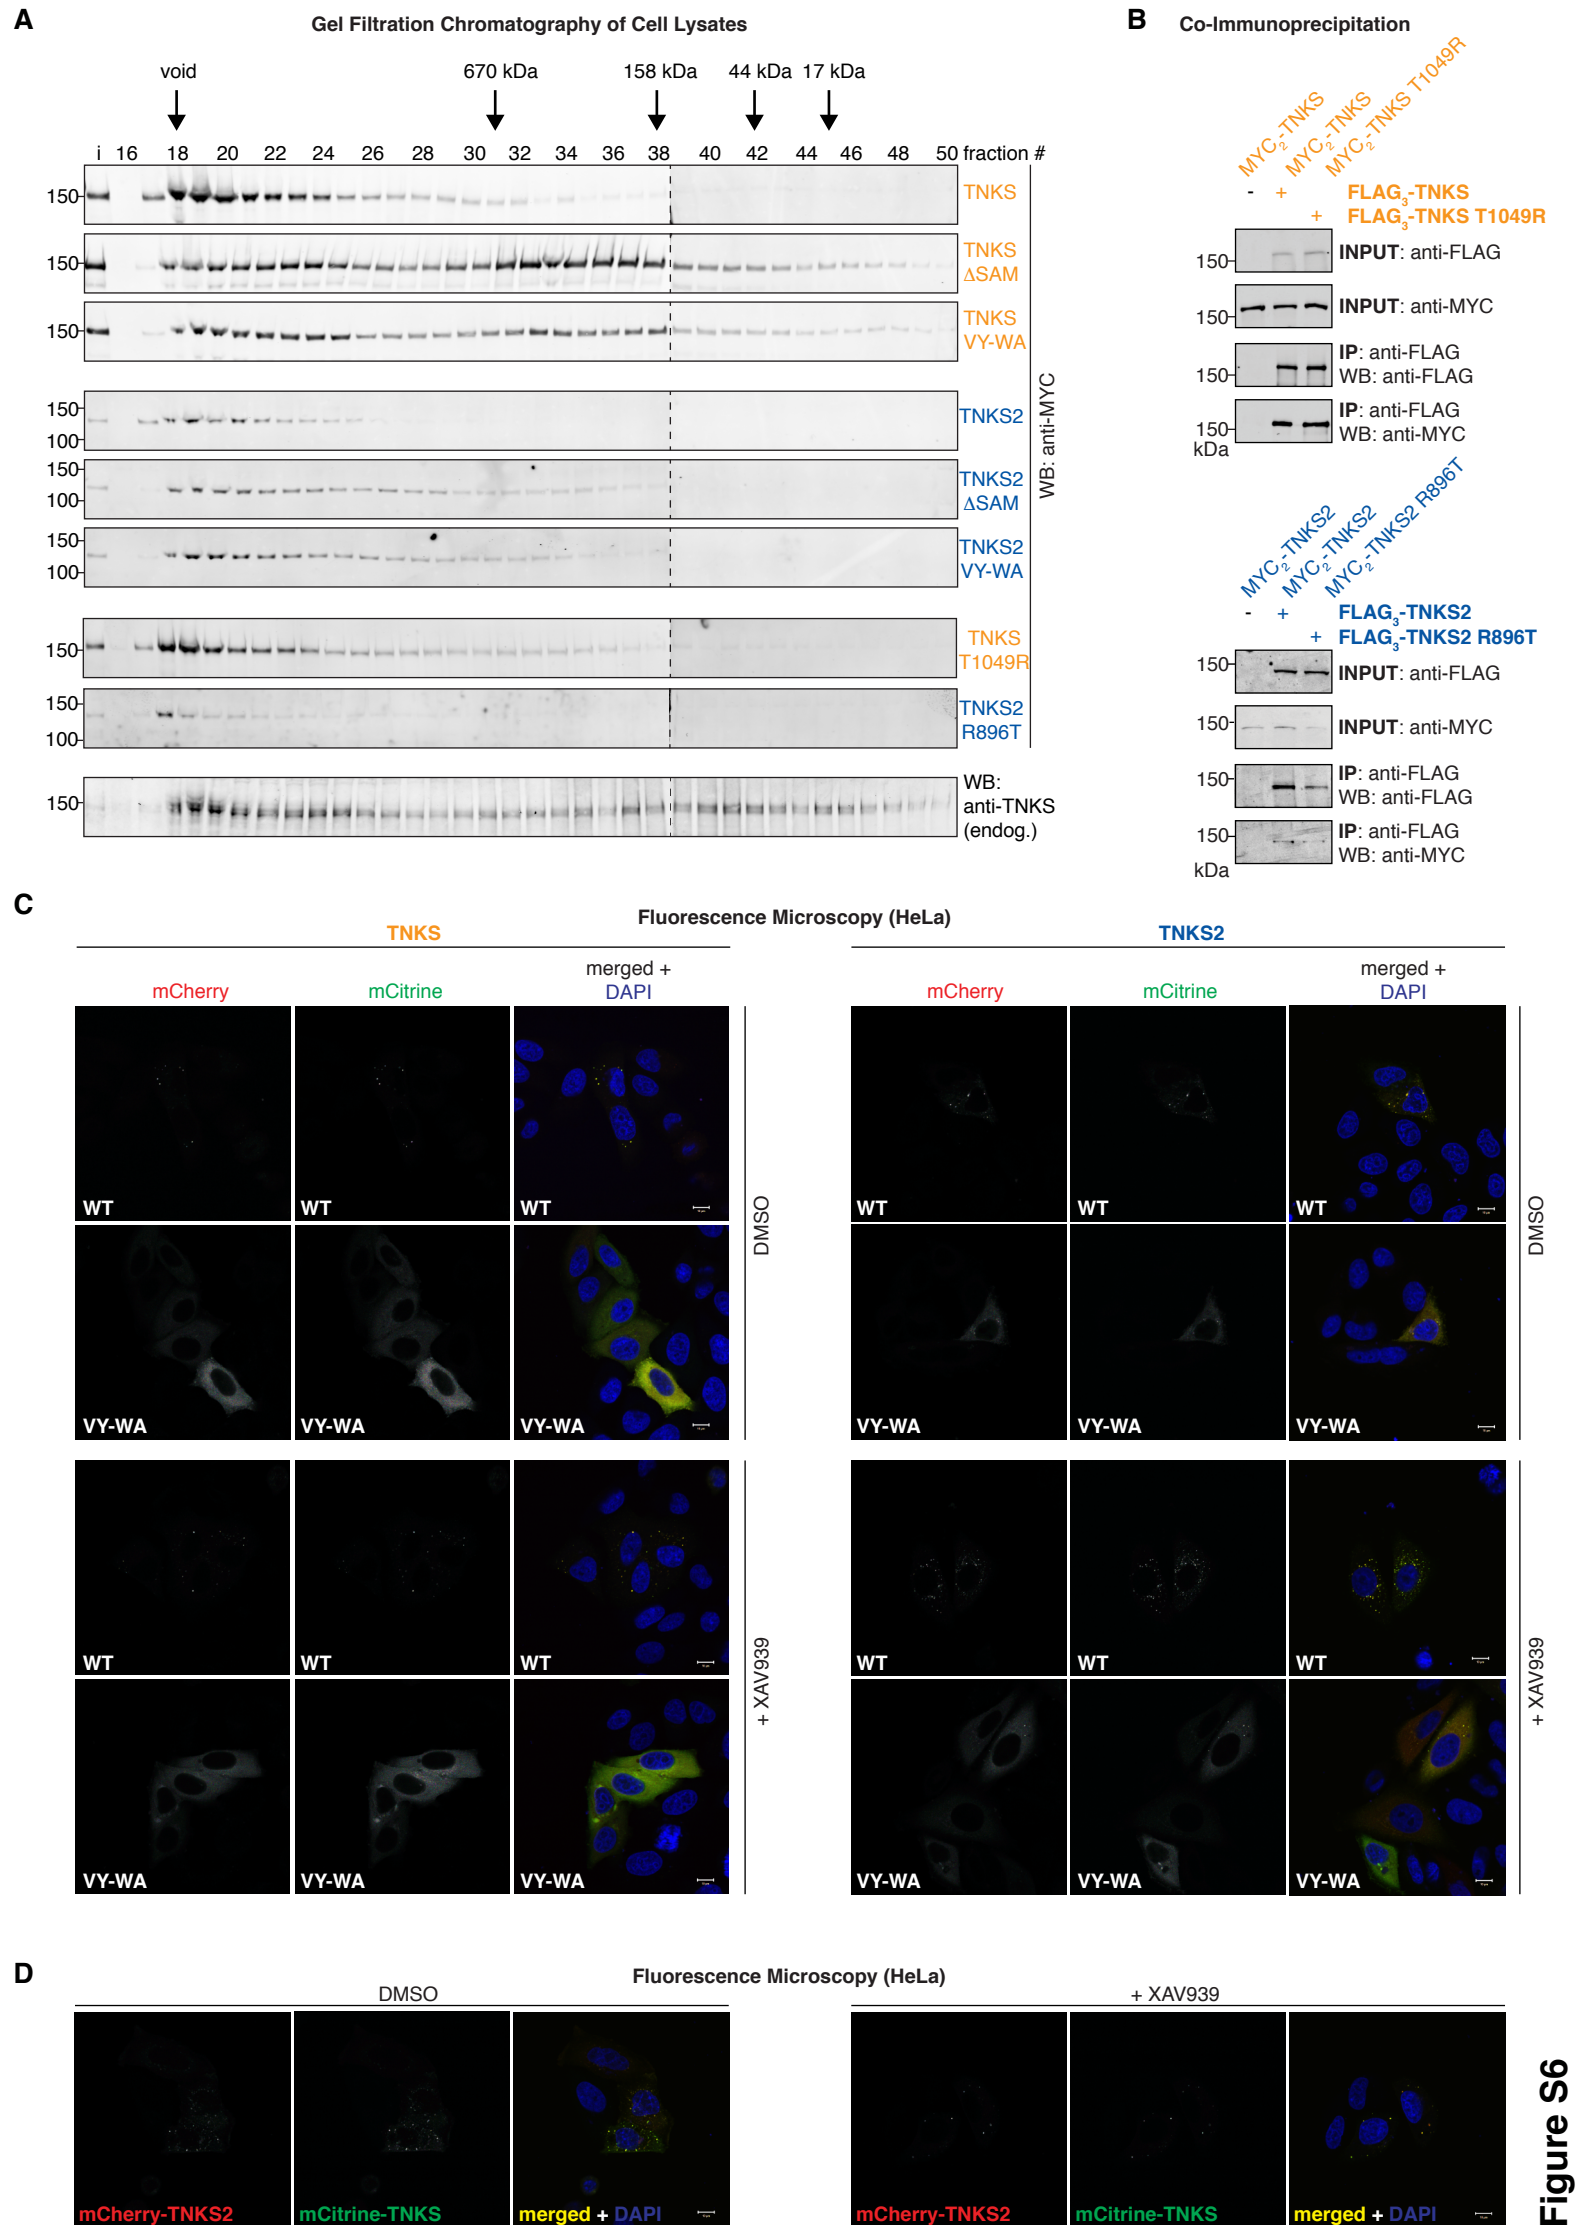 A
Gel Filtration Chromatography of Cell Lysates
void
670 kDa
158 kDa
44 kDa
17 kDa
i 16 18 20 22 24 26 28 30 32 34 36 38 40 42 44 46 48 50 fraction #
150
TNKS
150
TNKS
ΔSAM
150
TNKS
VY-WA
150
100
TNKS2
150
100
TNKS2
ΔSAM
150
100
TNKS2
VY-WA
150
TNKS
T1049R
150
100
TNKS2
R896T
WB: anti-MYC
150
WB:
anti-TNKS
(endog.)
B
Co-Immunoprecipitation
MYC2-TNKS
MYC2-TNKS
MYC2-TNKS T1049R
- + FLAG3-TNKS
+ FLAG3-TNKS T1049R
150
INPUT: anti-FLAG
150
INPUT: anti-MYC
150
IP: anti-FLAG
WB: anti-FLAG
150
kDa
IP: anti-FLAG
WB: anti-MYC
MYC2-TNKS2
MYC2-TNKS2
MYC2-TNKS2 R896T
- + FLAG3-TNKS2
+ FLAG3-TNKS2 R896T
150
INPUT: anti-FLAG
150
INPUT: anti-MYC
150
IP: anti-FLAG
WB: anti-FLAG
150
kDa
IP: anti-FLAG
WB: anti-MYC
C
Fluorescence Microscopy (HeLa)
TNKS
mCherry
mCitrine
merged +
DAPI
WT
WT
WT
VY-WA
VY-WA
VY-WA
DMSO
WT
WT
WT
VY-WA
VY-WA
VY-WA
+ XAV939
TNKS2
mCherry
mCitrine
merged +
DAPI
WT
WT
WT
VY-WA
VY-WA
VY-WA
DMSO
WT
WT
WT
VY-WA
VY-WA
VY-WA
+ XAV939
D
Fluorescence Microscopy (HeLa)
DMSO
mCherry-TNKS2
mCitrine-TNKS
merged + DAPI
+ XAV939
mCherry-TNKS2
mCitrine-TNKS
merged + DAPI
Figure S6